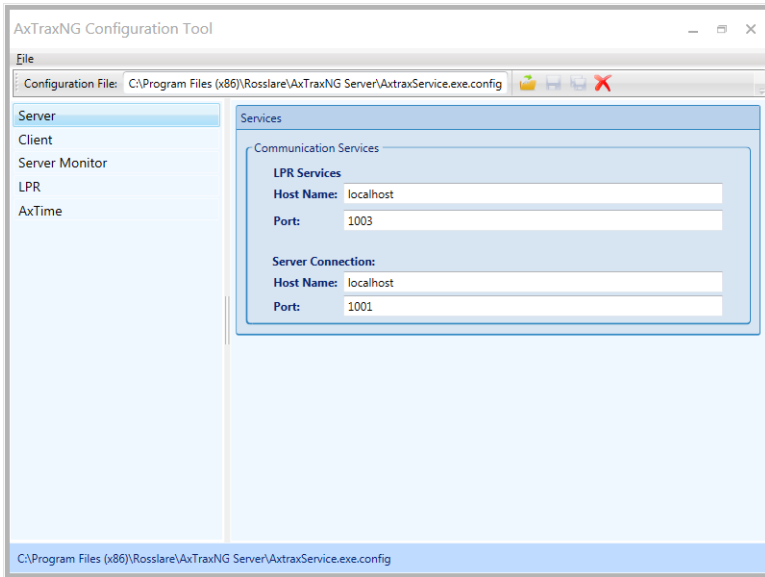 AxTraxNG Configuration Tool
File
Configuration File: C:\Program Files (x86)\Rosslare\AxTraxNG Server\AxtraxService.exe.config
Server
Client
Server Monitor
LPR
AxTime
Services
Communication Services
LPR Services
Host Name: localhost
Port: 1003
Server Connection:
Host Name: localhost
Port: 1001
C:\Program Files (x86)\Rosslare\AxTraxNG Server\AxtraxService.exe.config